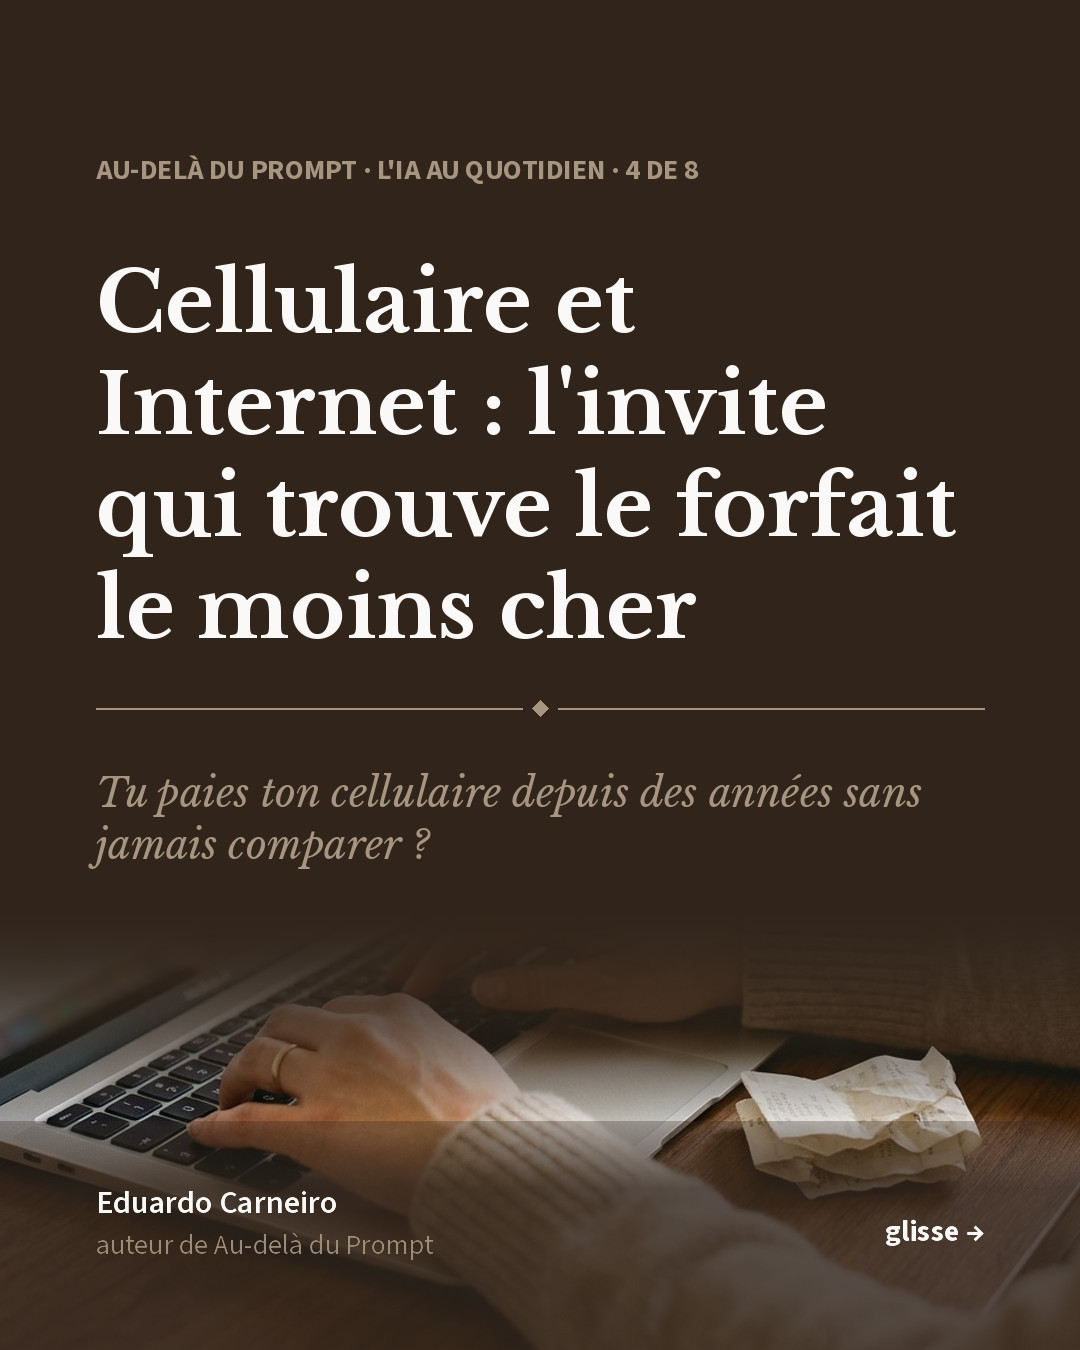 AU-DELÀ DU PROMPT · L'IA AU QUOTIDIEN · 4 DE 8
Cellulaire et
Internet : l'invite
qui trouve le forfait
le moins cher
Tu paies ton cellulaire depuis des années sans
jamais comparer ?
Eduardo Carneiro
auteur de Au-delà du Prompt
glisse →